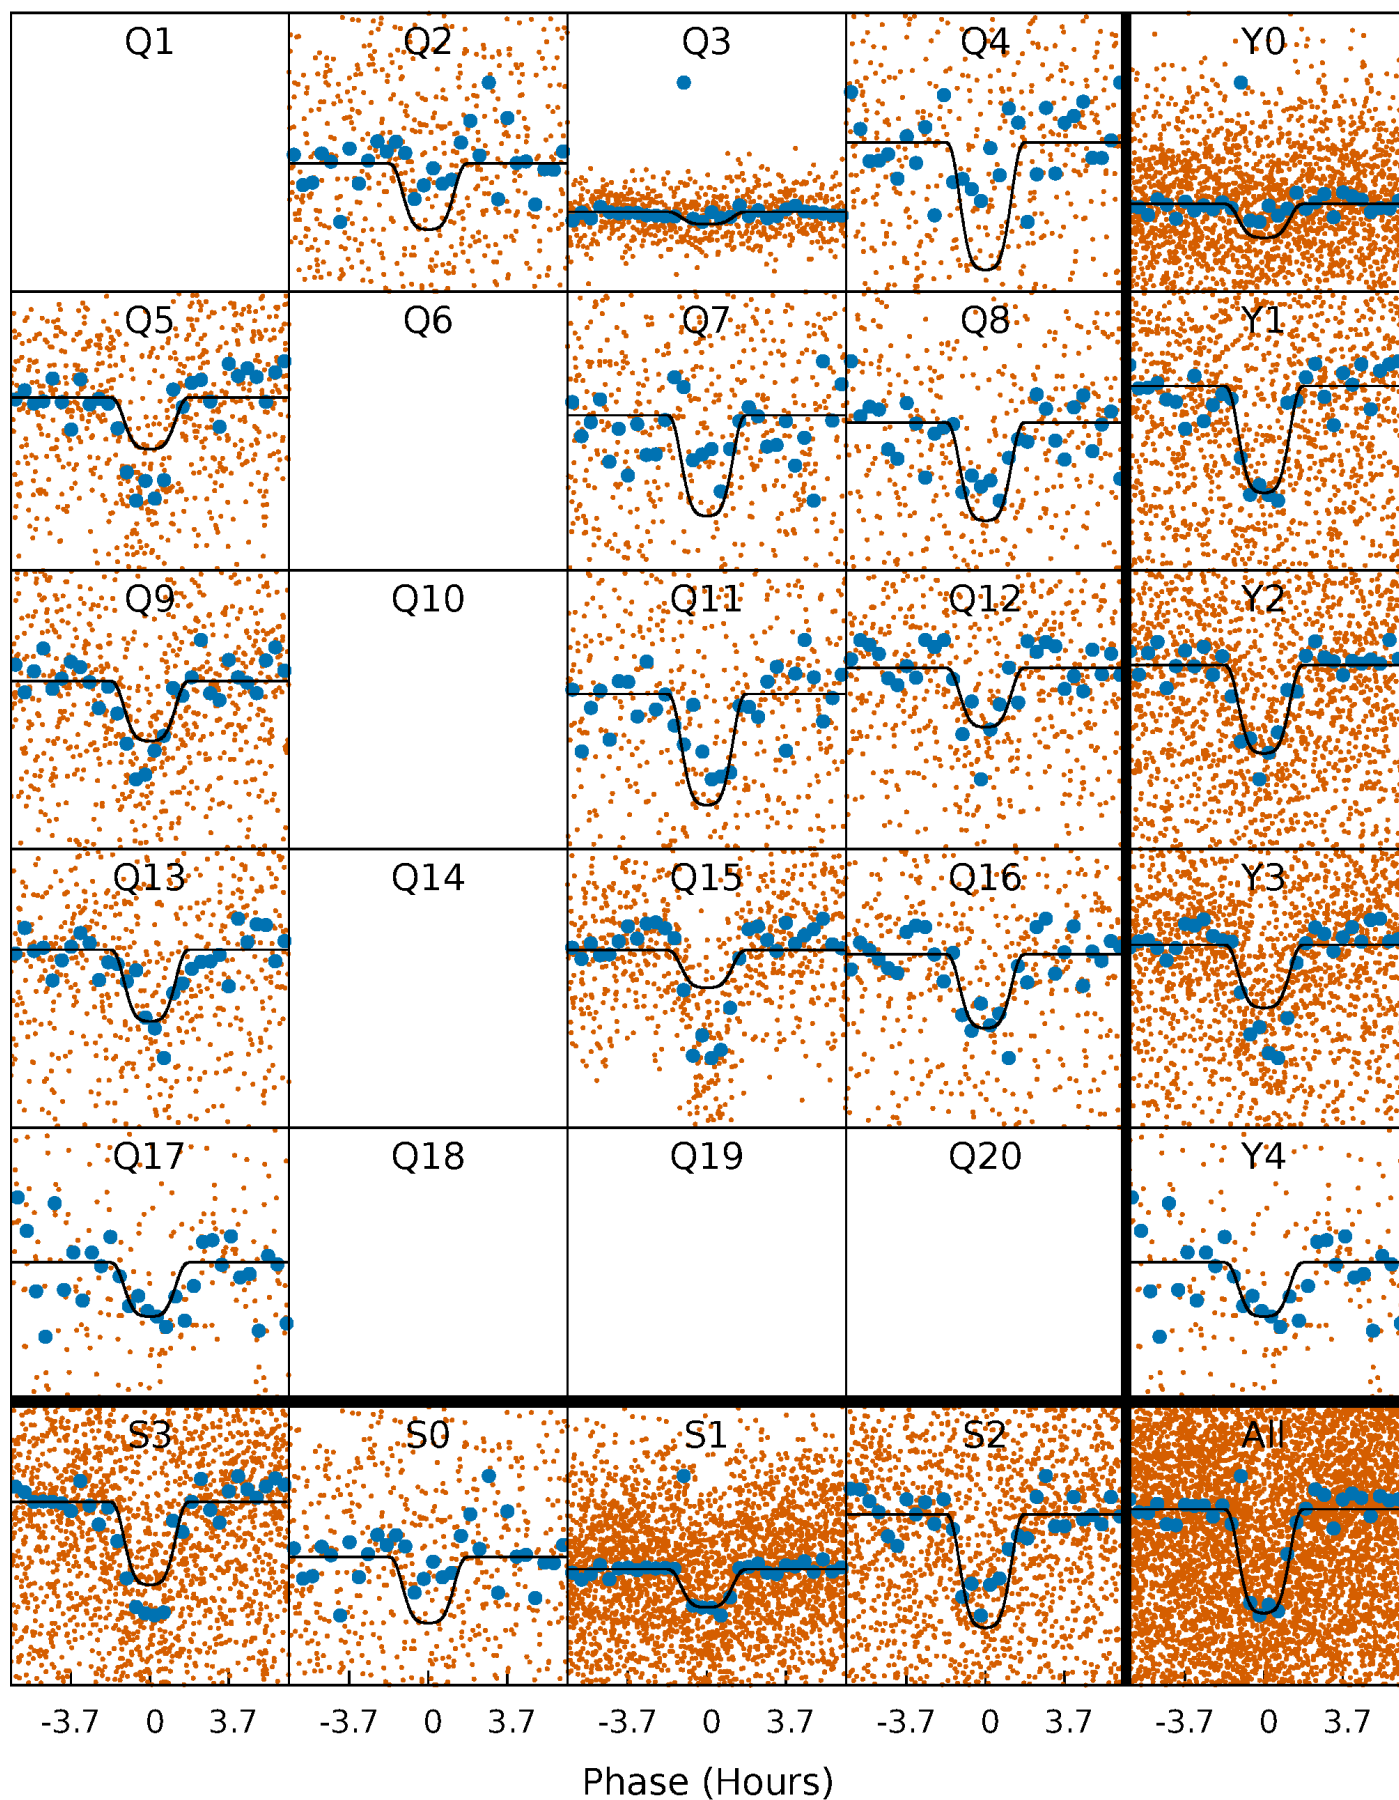 Q1 Q2 Q3 Q4 Y0
Q5 Q6 Q7 Q8 Y1
Q9 Q10 Q11 Q12 Y2
Q13 Q14 Q15 Q16 Y3
Q17 Q18 Q19 Q20 Y4
S3 S0 S1 S2 All
-3.7 0 3.7 -3.7 0 3.7 -3.7 0 3.7 -3.7 0 3.7 -3.7 0 3.7
Phase (Hours)